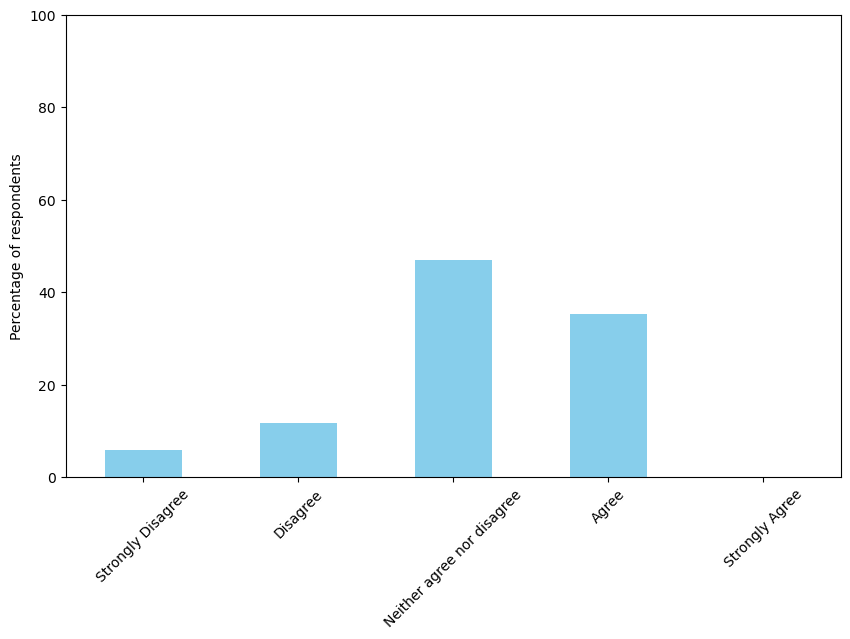 100
80
60
40
20
0
Percentage of respondents
Strongly Disagree
Disagree
Neither agree nor disagree
Agree
Strongly Agree